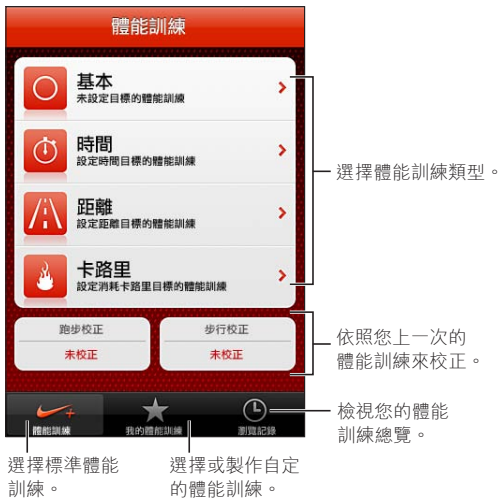 體能訓練
基本
未設定目標的體能訓練
時間
設定時間目標的體能訓練
選擇體能訓練類型。
距離
設定距離目標的體能訓練
卡路里
設定消耗卡路里目標的體能訓練
跑步校正
未校正
步行校正
未校正
依照您上一次的
體能訓練來校正。
體能訓練
我的體能訓練
瀏覽記錄
檢視您的體能
訓練總覽。
選擇標準體能
訓練。
選擇或製作自定
的體能訓練。